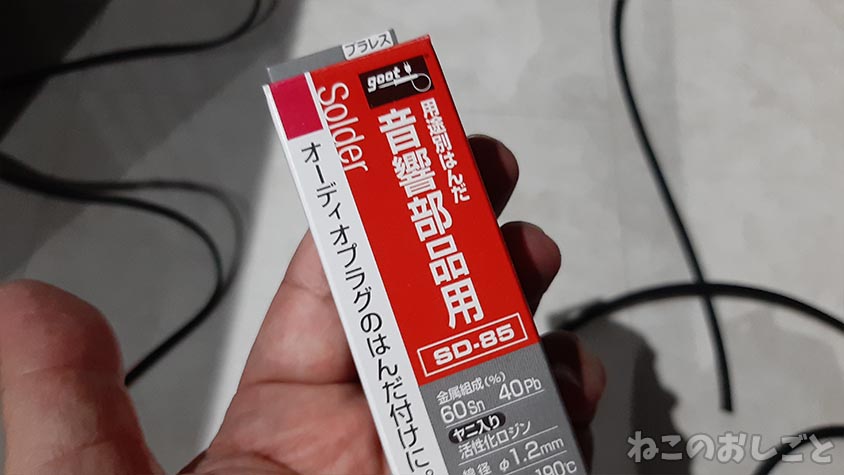 プラレス
goot
Solder
用途別はんだ
音響部品用
オーディオプラグのはんだ付けに。
SD-85
金属組成(%)
60Sn 40Pb
ヤニ入り
活性化ロジン
線径 φ1.2mm
190c
ねこのおしごと